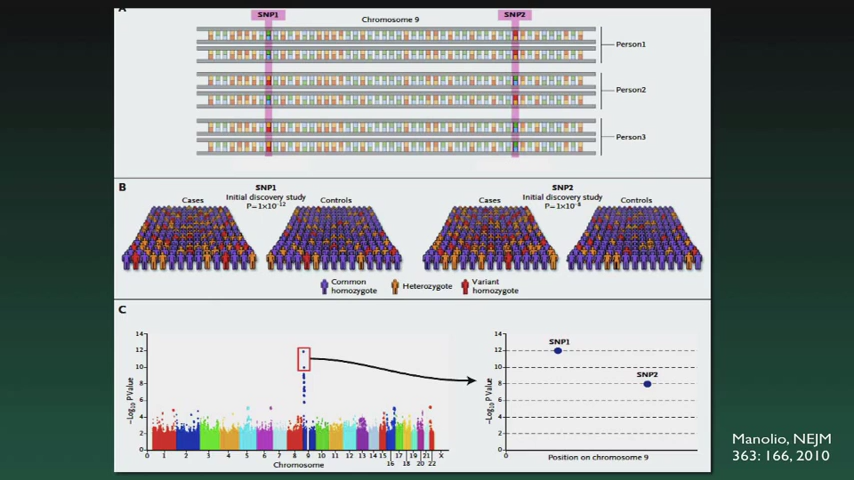 A
SNP1
SNP2
Chromosome 9
Person1
Person2
Person3
B
SNP1
Initial discovery study
P=1×10-12
Cases
Controls
SNP2
Initial discovery study
P=1×10-8
Cases
Controls
Common homozygote
Heterozygote
Variant homozygote
C
14
12
10
8
6
4
2
0
-Log10 P Value
1 2 3 4 5 6 7 8 9 10 11 12 13 14 15 17 19 21 X
16 18 20 22
Chromosome
14
12
10
8
6
4
2
0
-Log10 P Value
SNP1
SNP2
0
Position on chromosome 9
Manolio, NEJM
363: 166, 2010